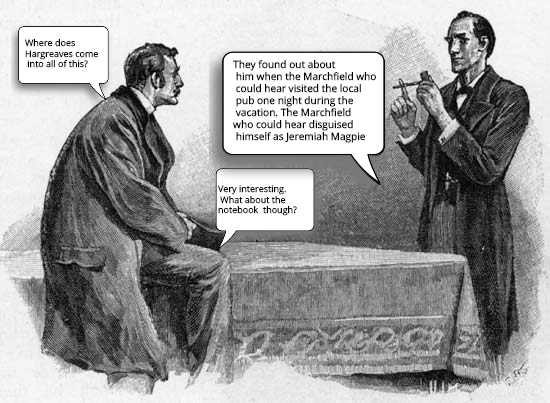 Where does
Hargreaves come
into all of this?
They found out about
him when the Marchfield who
could hear visited the local
pub one night during the
vacation. The Marchfield
who could hear disguised
himself as Jeremiah Magpie
Very interesting.
What about the
notebook though?